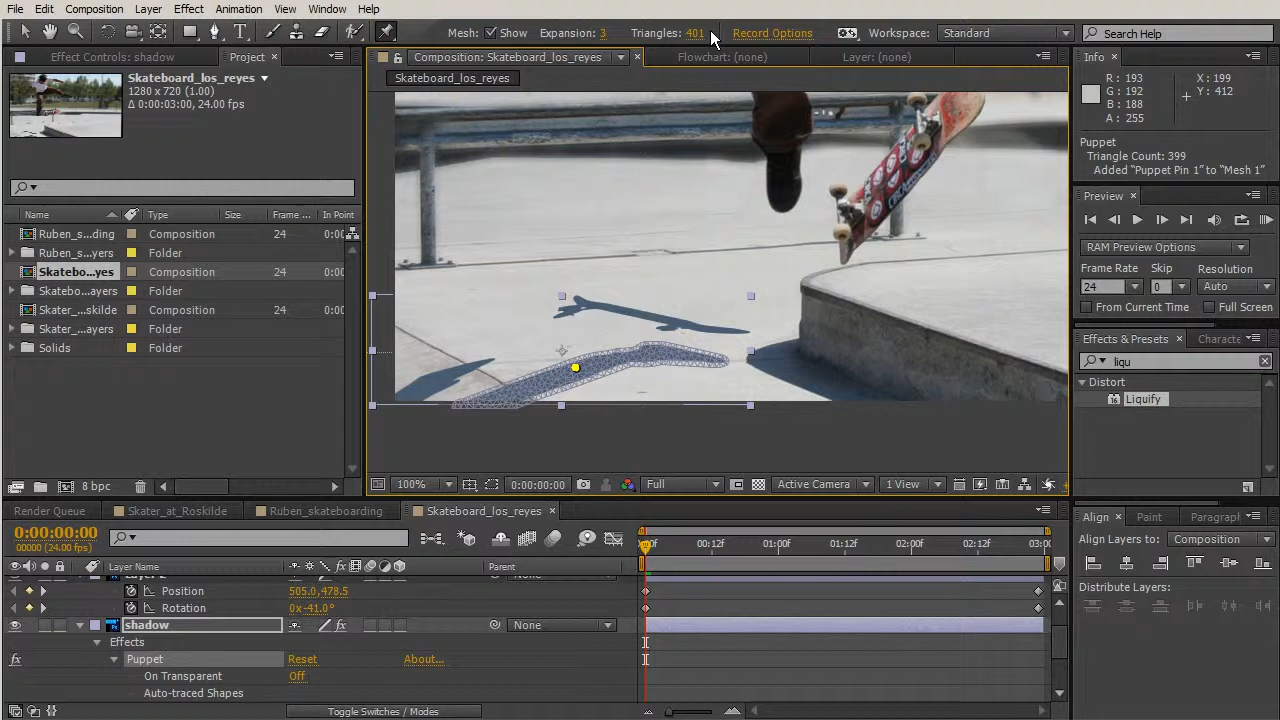 File Edit Composition Layer Effect Animation View Window Help
Mesh: Show Expansion: 3 Triangles: 401 Record Options Workspace: Standard Search Help
Effect Controls: shadow Project Composition: Skateboard_los_reyes Flowchart: (none) Layer: (none) Info
Skateboard_los_reyes
1280 x 720 (1.00)
Δ 0:00:03:00, 24.00 fps
Skateboard_los_reyes
R: 193
G: 192
B: 188
A: 255
X: 199
Y: 412
Puppet
Triangle Count: 399
Added "Puppet Pin 1" to "Mesh 1"
Name Type Size Frame ... In Point
Ruben_s...ding Composition 24 0:00
Ruben_s...yers Folder
Skatebo...yes Composition 24 0:00
Skatebo...ayers Folder
Skater_...skilde Composition 24 0:00
Skater_...ayers Folder
Solids Folder
8 bpc
Preview
RAM Preview Options
Frame Rate Skip Resolution
24 0 Auto
From Current Time Full Screen
Effects & Presets Characte
liqu
Distort
Liquify
100% 0:00:00:00 Full Active Camera 1 View
Render Queue Skater_at_Roskilde Ruben_skateboarding Skateboard_los_reyes
0:00:00:00
00000 (24.00 fps)
00:12f 01:00f 01:12f 02:00f 02:12f 03:00
Layer Name Parent
Position 505.0,478.5
Rotation 0x-41.0°
shadow None
Effects
Puppet Reset About...
On Transparent Off
Auto-traced Shapes
Toggle Switches / Modes
Align Paint Paragraph
Align Layers to: Composition
Distribute Layers: